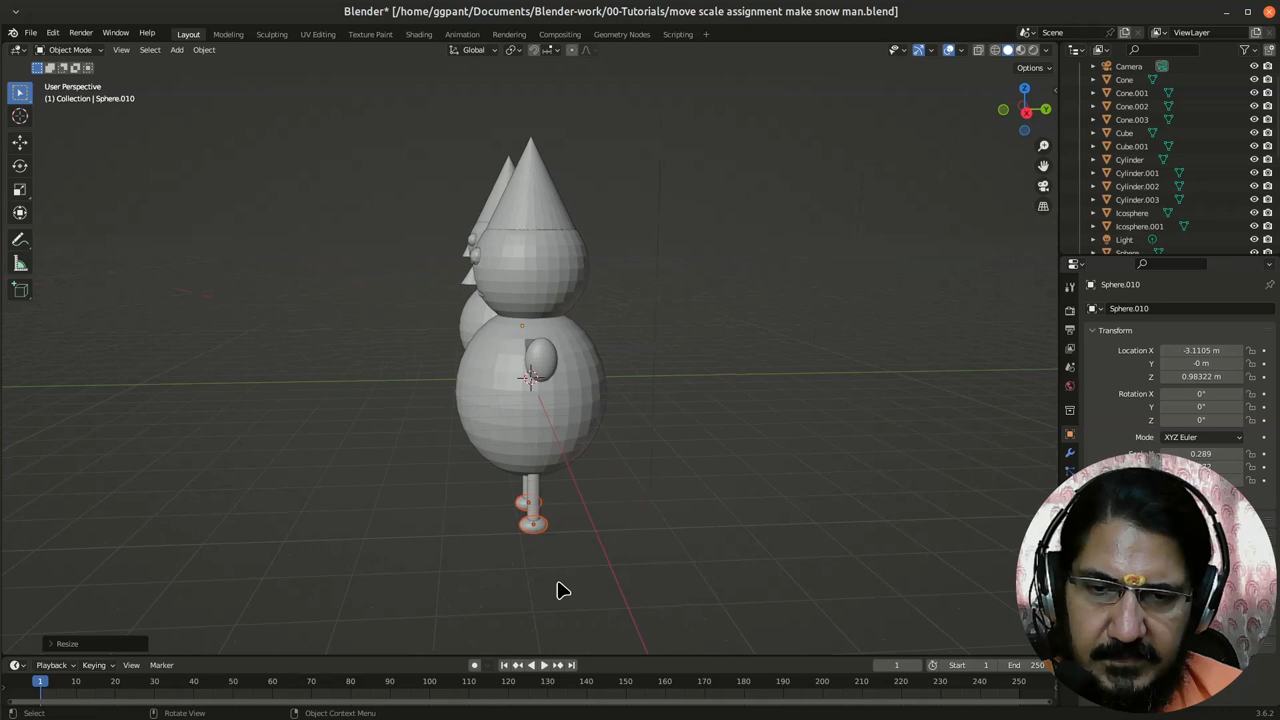 Blender* [/home/ggpant/Documents/Blender-work/00-Tutorials/move scale assignment make snow man.blend]
File Edit Render Window Help Layout Modeling Sculpting UV Editing Texture Paint Shading Animation Rendering Compositing Geometry Nodes Scripting + Scene ViewLayer
Object Mode View Select Add Object Global
Options
User Perspective
(1) Collection | Sphere.010
Z
Y
X
Camera
Cone
Cone.001
Cone.002
Cone.003
Cube
Cube.001
Cylinder
Cylinder.001
Cylinder.002
Cylinder.003
Icosphere
Icosphere.001
Light
Sphere
Sphere.010
Sphere.010
Transform
Location X -3.1105 m
Y -0 m
Z 0.98322 m
Rotation X 0°
Y 0°
Z 0°
Mode XYZ Euler
0.289
Resize
Playback Keying View Marker 1 Start 1 End 250
1 10 20 30 40 50 60 70 80 90 100 110 120 130 140 150 160 170 180 190 200 210 220 230 240 250
Select Rotate View Object Context Menu 3.6.2